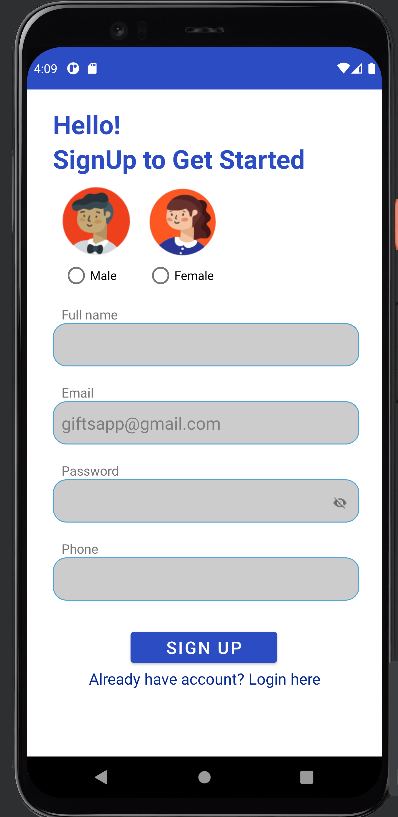 4:09
Hello!
SignUp to Get Started
Male
Female
Full name
Email
giftsapp@gmail.com
Password
Phone
SIGN UP
Already have account? Login here